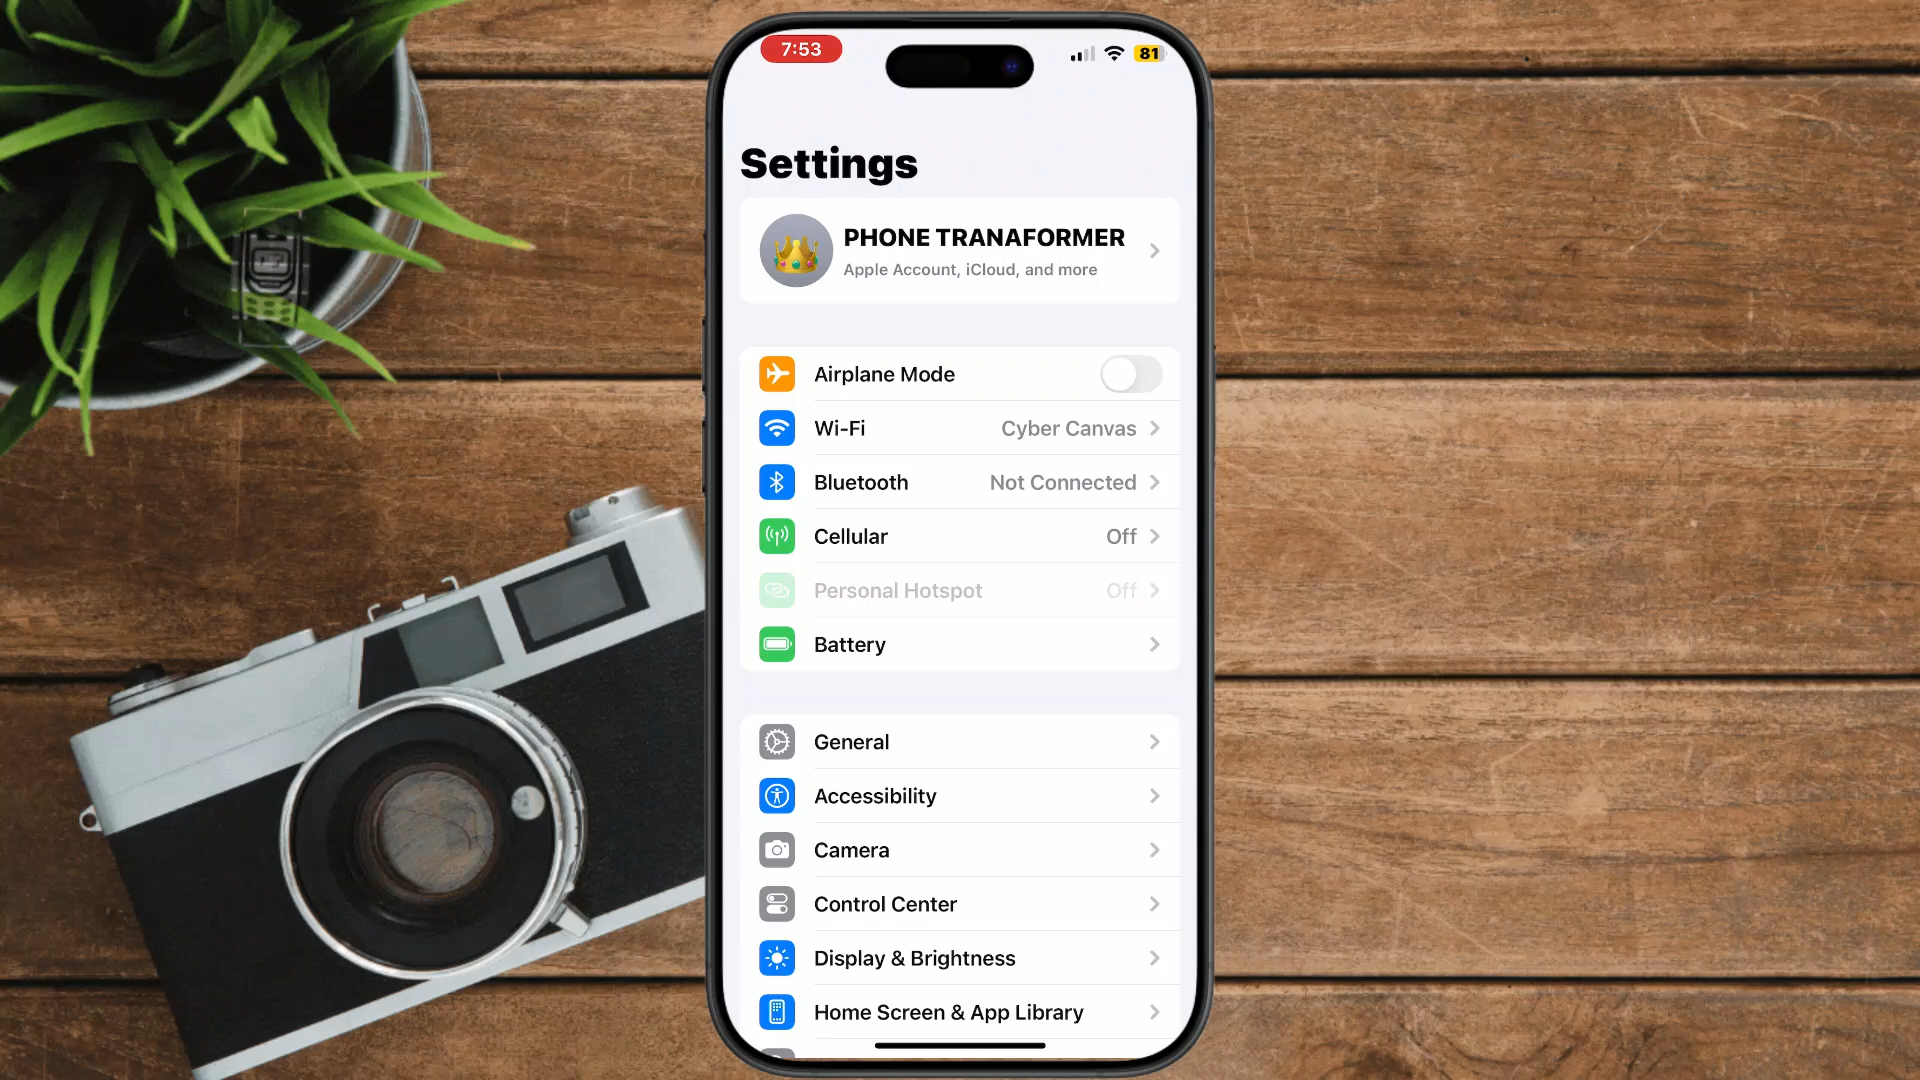 7:53
81
Settings
PHONE TRANAFORMER
Apple Account, iCloud, and more
Airplane Mode
Wi-Fi Cyber Canvas
Bluetooth Not Connected
Cellular Off
Personal Hotspot Off
Battery
General
Accessibility
Camera
Control Center
Display & Brightness
Home Screen & App Library